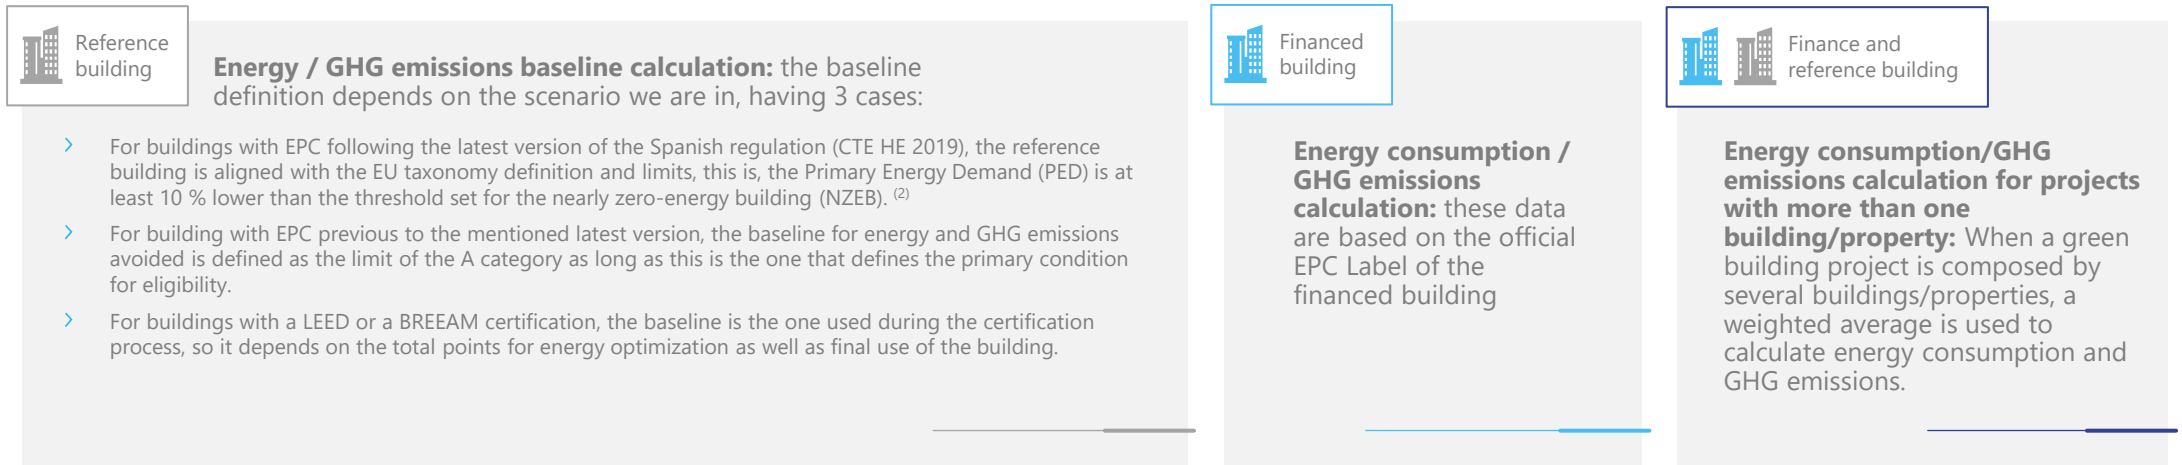 Reference
building
Energy / GHG emissions baseline calculation: the baseline
definition depends on the scenario we are in, having 3 cases:
For buildings with EPC following the latest version of the Spanish regulation (CTE HE 2019), the reference
building is aligned with the EU taxonomy definition and limits, this is, the Primary Energy Demand (PED) is at
least 10 % lower than the threshold set for the nearly zero-energy building (NZEB). (2)
For building with EPC previous to the mentioned latest version, the baseline for energy and GHG emissions
avoided is defined as the limit of the A category as long as this is the one that defines the primary condition
for eligibility.
For buildings with a LEED or a BREEAM certification, the baseline is the one used during the certification
process, so it depends on the total points for energy optimization as well as final use of the building.
Financed
building
Energy consumption /
GHG emissions
calculation: these data
are based on the official
EPC Label of the
financed building
Finance and
reference building
Energy consumption/GHG
emissions calculation for projects
with more than one
building/property: When a green
building project is composed by
several buildings/properties, a
weighted average is used to
calculate energy consumption and
GHG emissions.